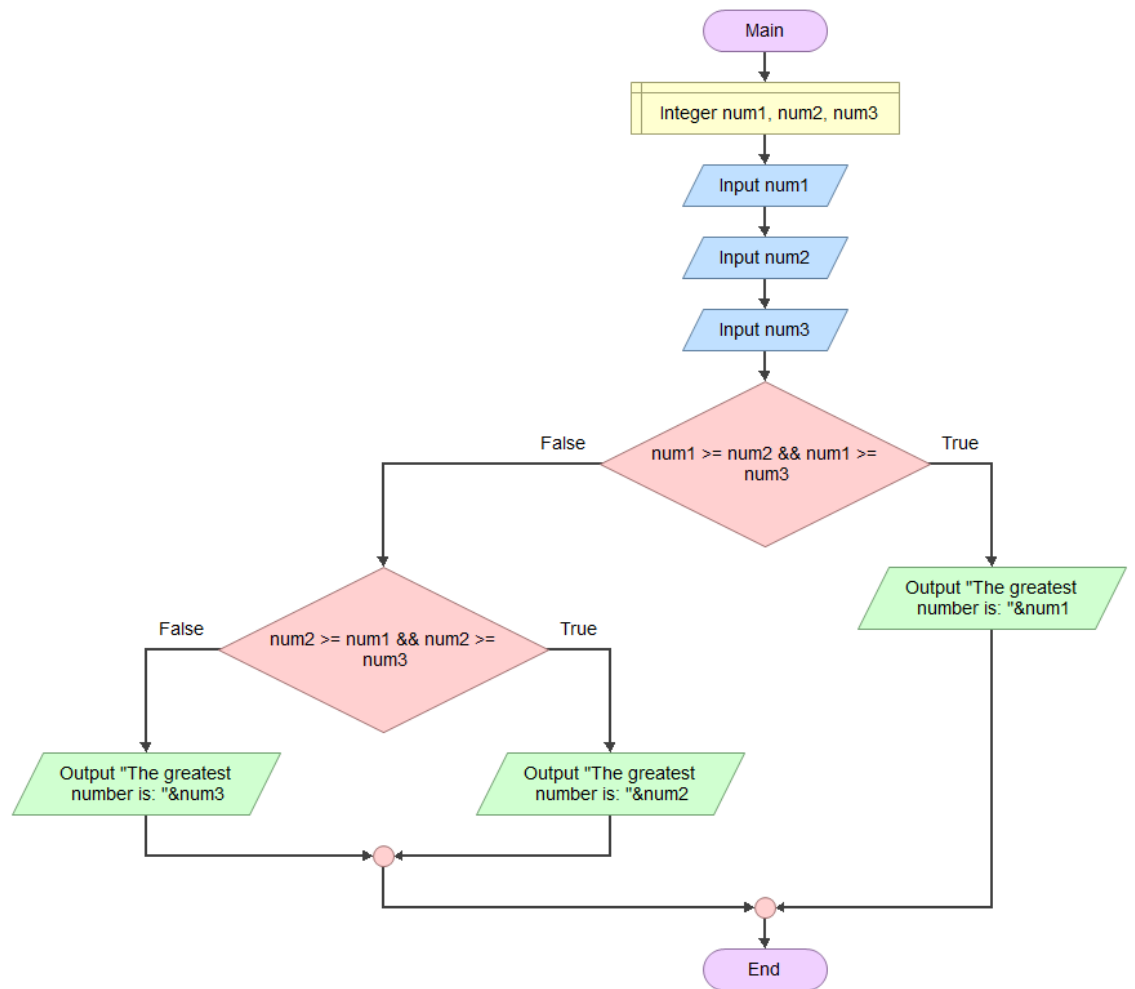 Main
Integer num1, num2, num3
Input num1
Input num2
Input num3
False
True
num1 >= num2 && num1 >=
num3
Output "The greatest
number is: "&num1
False
True
num2 >= num1 && num2 >=
num3
Output "The greatest
number is: "&num3
Output "The greatest
number is: "&num2
End